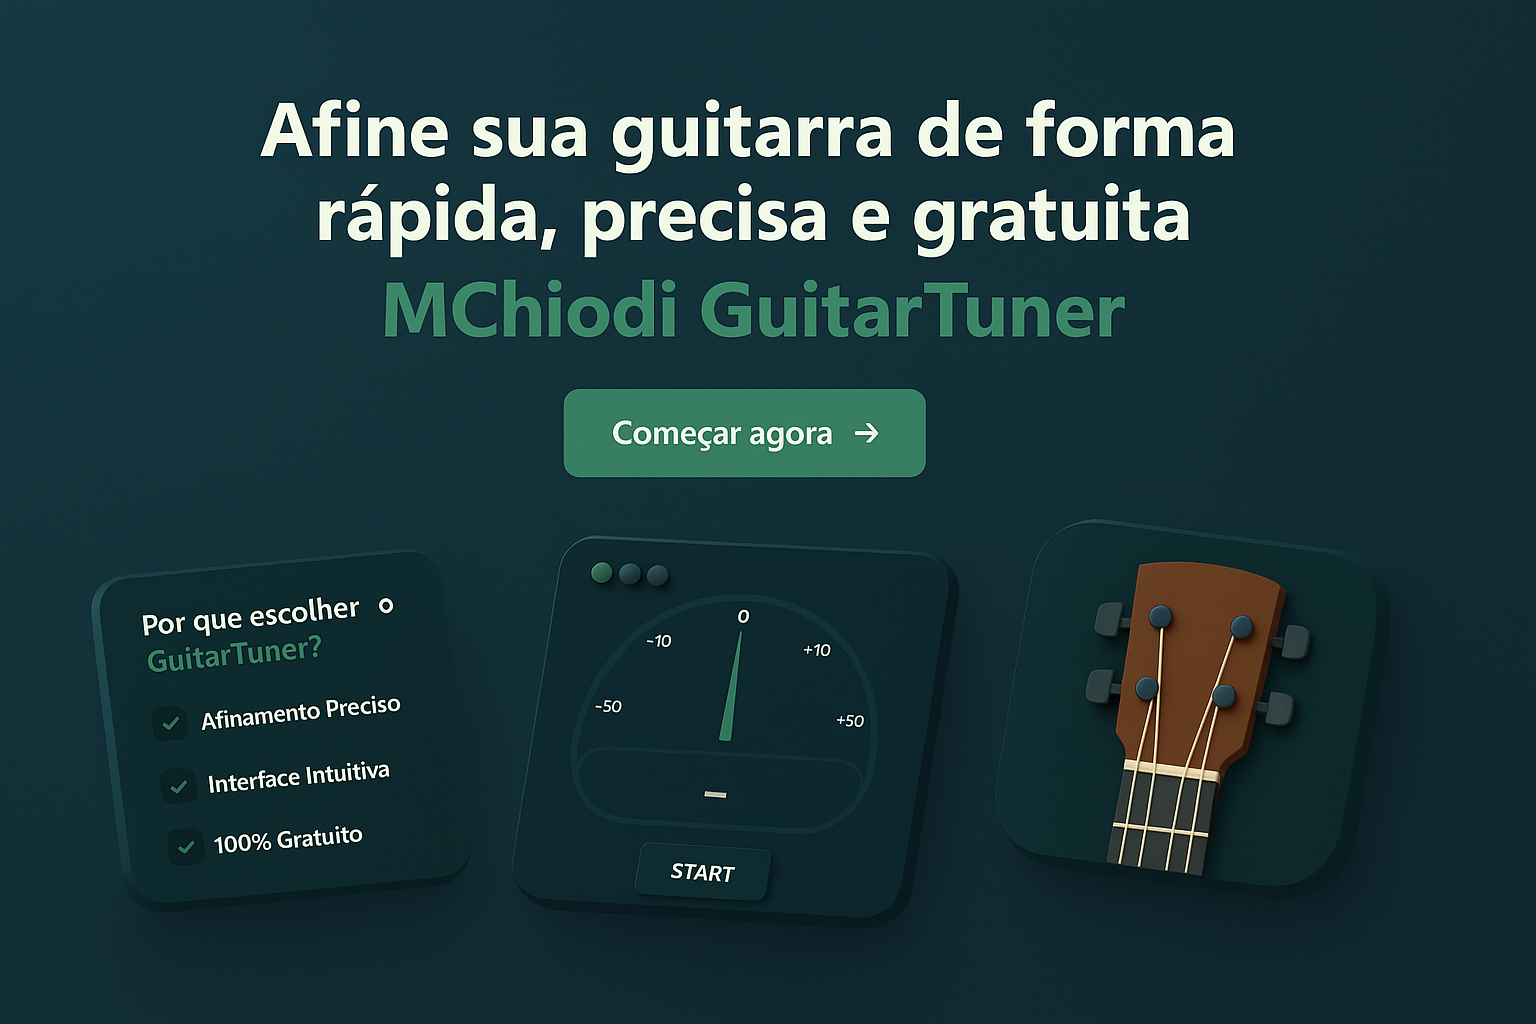 Afine sua guitarra de forma
rápida, precisa e gratuita
MChiodi GuitarTuner
Começar agora →
Por que escolher
GuitarTuner?
Afinamento Preciso
Interface Intuitiva
100% Gratuito
0
-10
+10
-50
+50
–
START